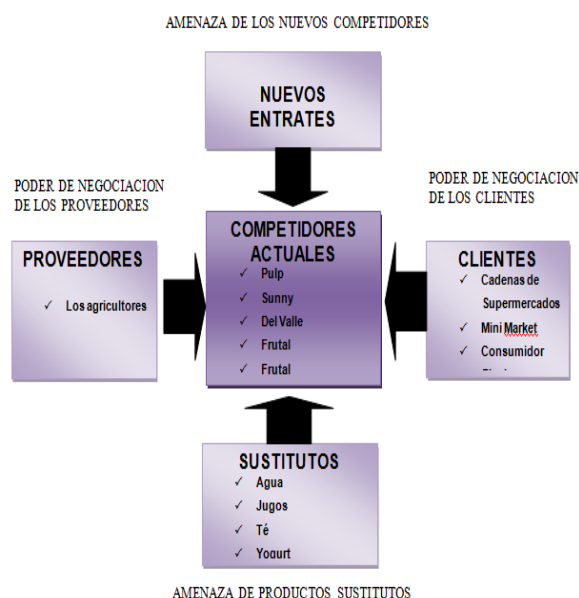 AMENAZA DE LOS NUEVOS COMPETIDORES
NUEVOS
ENTRATES
PODER DE NEGOCIACION
DE LOS PROVEEDORES
PODER DE NEGOCIACION
DE LOS CLIENTES
PROVEEDORES
✓ Los agricultores
COMPETIDORES
ACTUALES
✓ Pulp
✓ Sunny
✓ Del Valle
✓ Frutal
✓ Frutal
CLIENTES
✓ Cadenas de
Supermercados
✓ Mini Market
✓ Consumidor
SUSTITUTOS
✓ Agua
✓ Jugos
✓ Té
✓ Yogurt
AMENAZA DE PRODUCTOS SUSTITUTOS